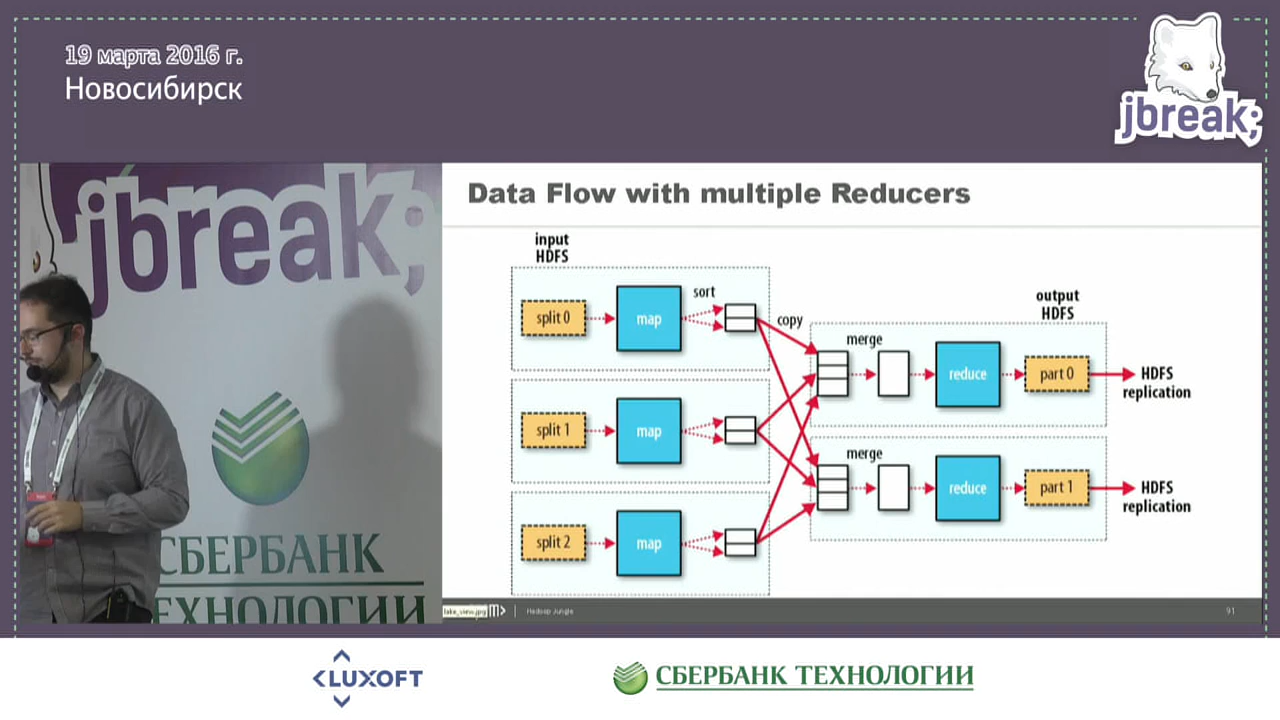 19 марта 2016 г.
Новосибирск
jbreak;
jbreak;
СБЕРБАНК
ТЕХНОЛОГИИ
Data Flow with multiple Reducers
input
HDFS
split 0
map
sort
copy
split 1
map
split 2
map
output
HDFS
merge
reduce
part 0
HDFS
replication
merge
reduce
part 1
HDFS
replication
Hadoop Jungle
91
LUXOFT
СБЕРБАНК ТЕХНОЛОГИИ